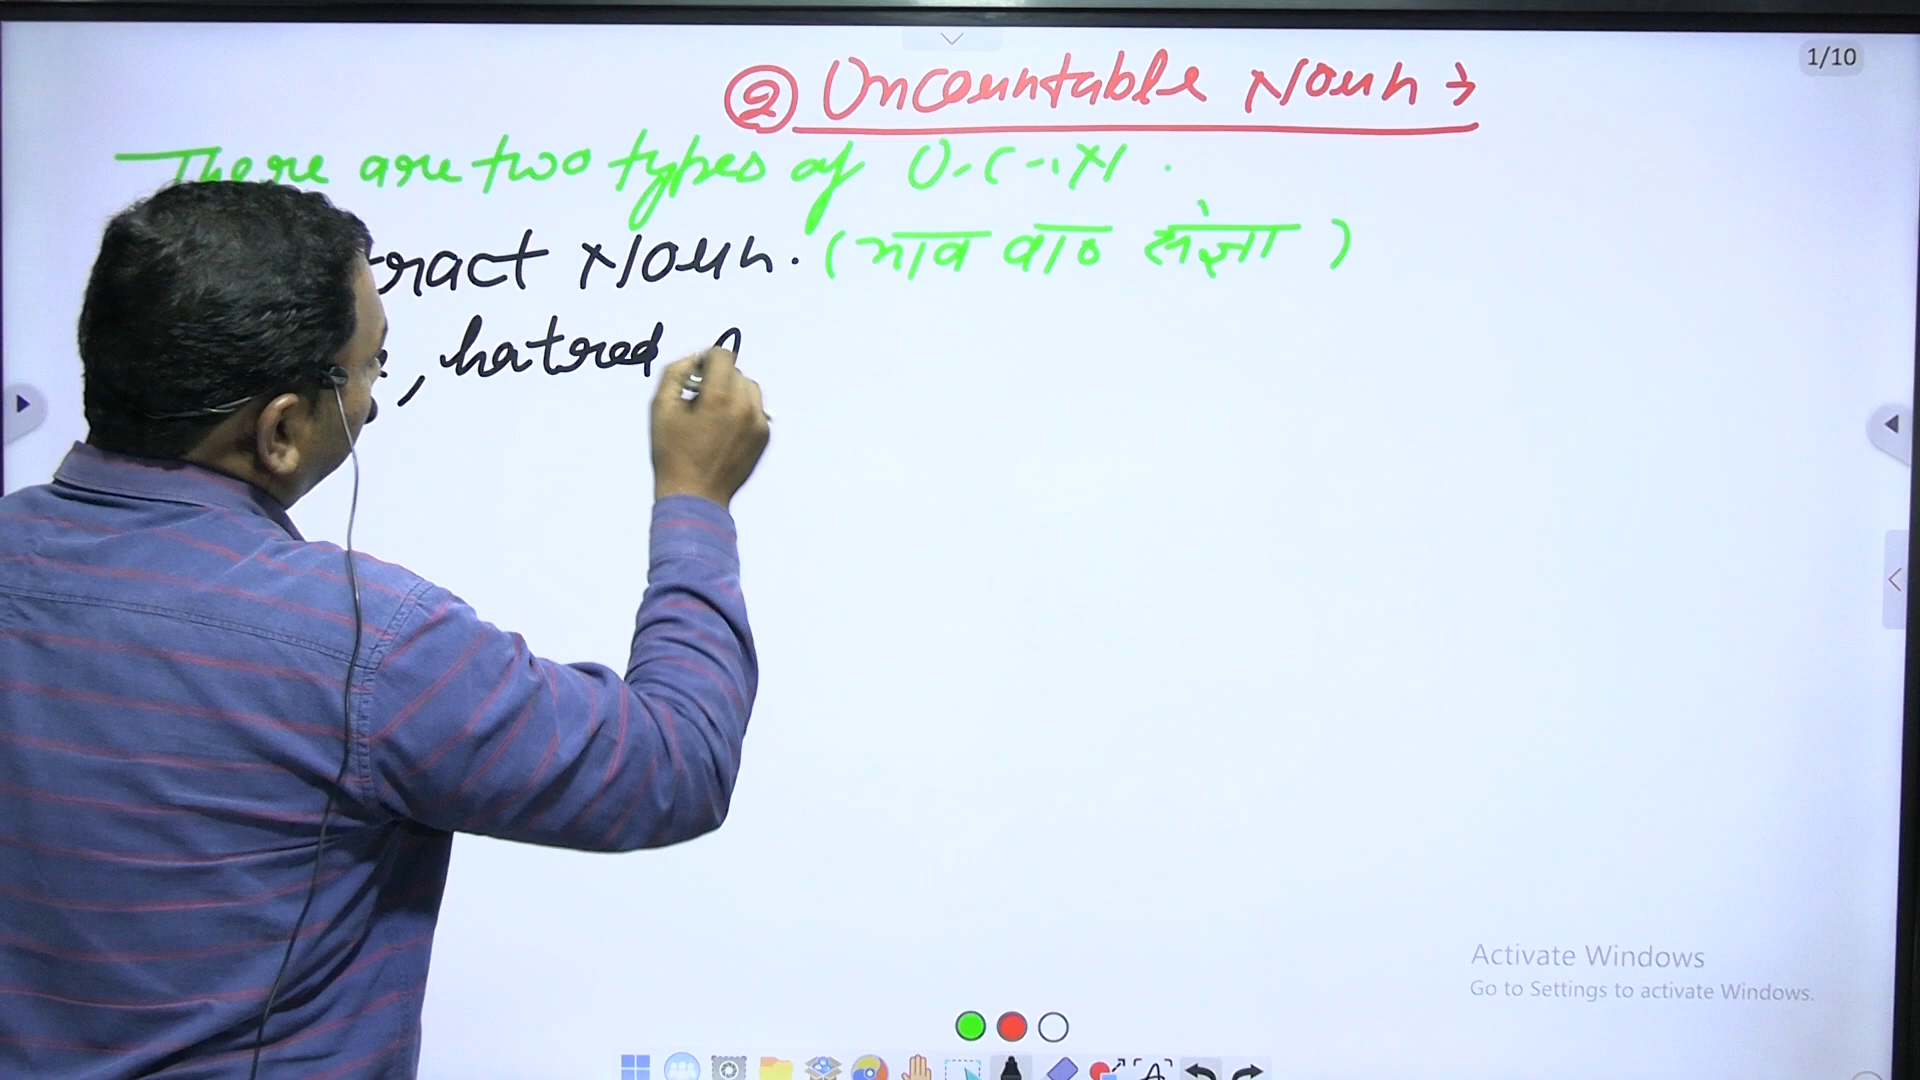 1/10
② Uncountable Noun →
There are two types of U.C.N.
ract Noun. (भाव वा० संज्ञा)
, hatred
Activate Windows
Go to Settings to activate Windows.